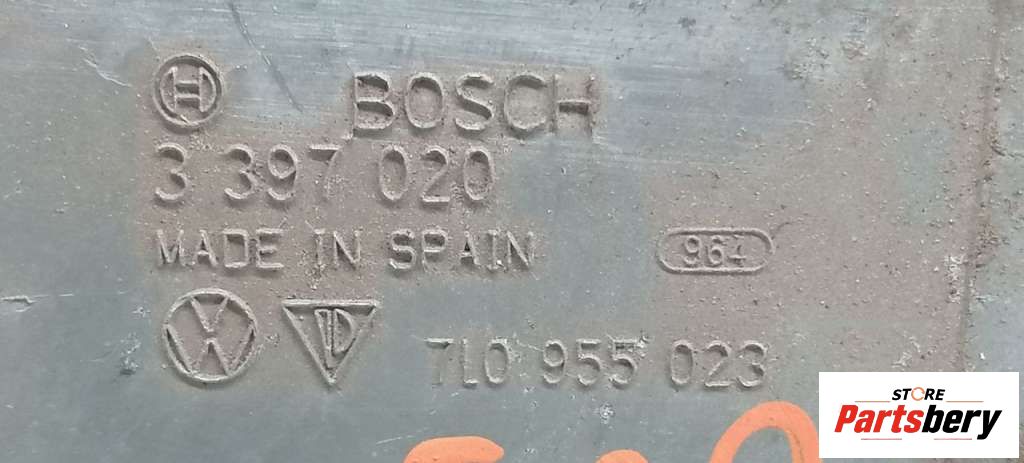 BOSCH
3 397 020
MADE IN SPAIN
964
7L0 955 023
STORE
Partsbery